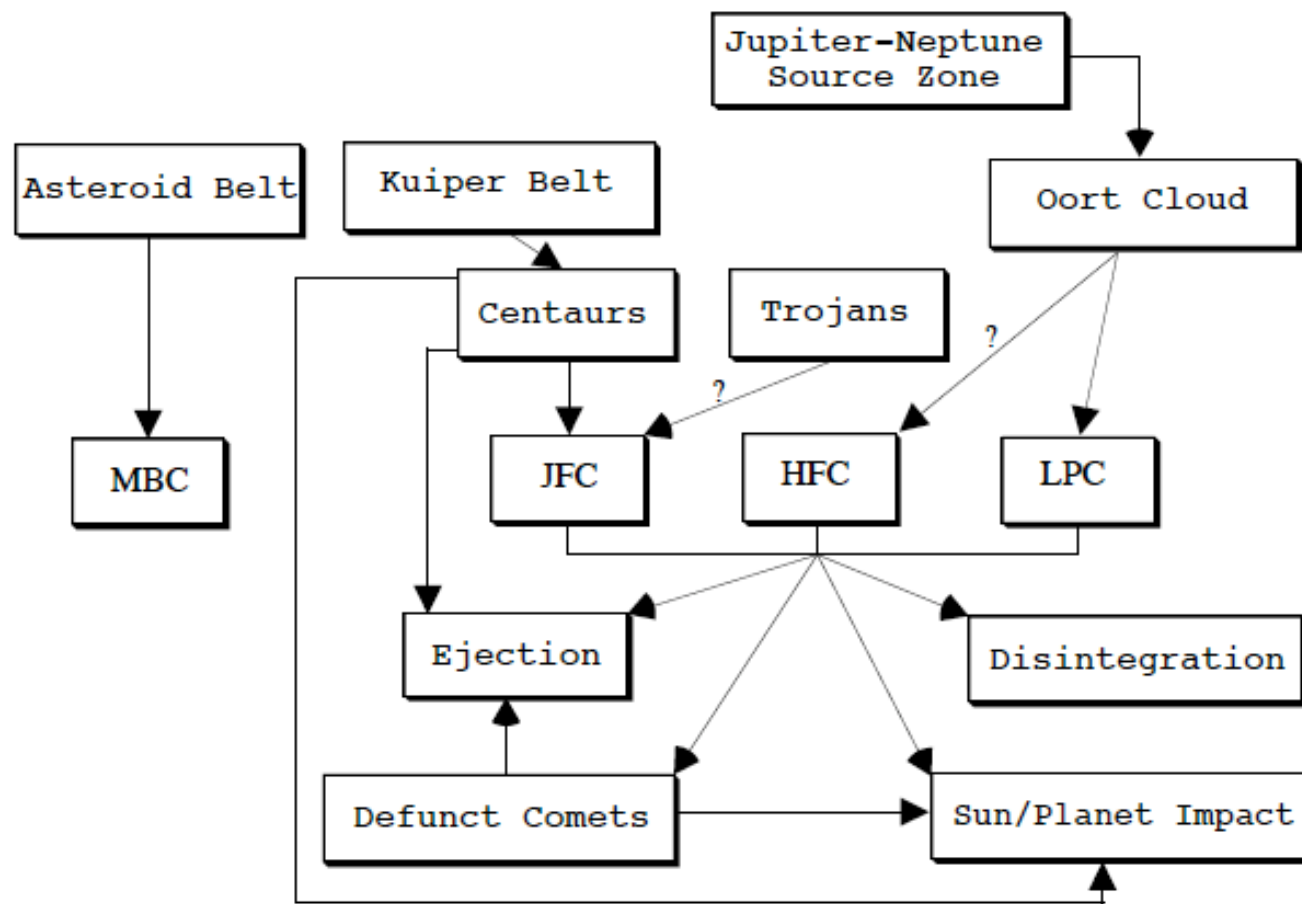 Jupiter-Neptune
Source Zone
Asteroid Belt
Kuiper Belt
Oort Cloud
Centaurs
Trojans
?
?
MBC
JFC
HFC
LPC
Ejection
Disintegration
Defunct Comets
Sun/Planet Impact